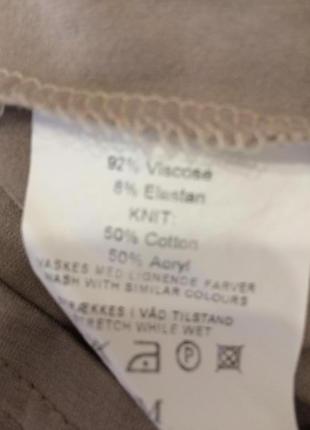 92% Viscose
8% Elastan
KNIT:
50% Cotton
50% Acryl
VASKES MED LIGNENDE FARVER
WASH WITH SIMILAR COLOURS
STRÆKKES I VÅD TILSTAND
STRETCH WHILE WET
P
M